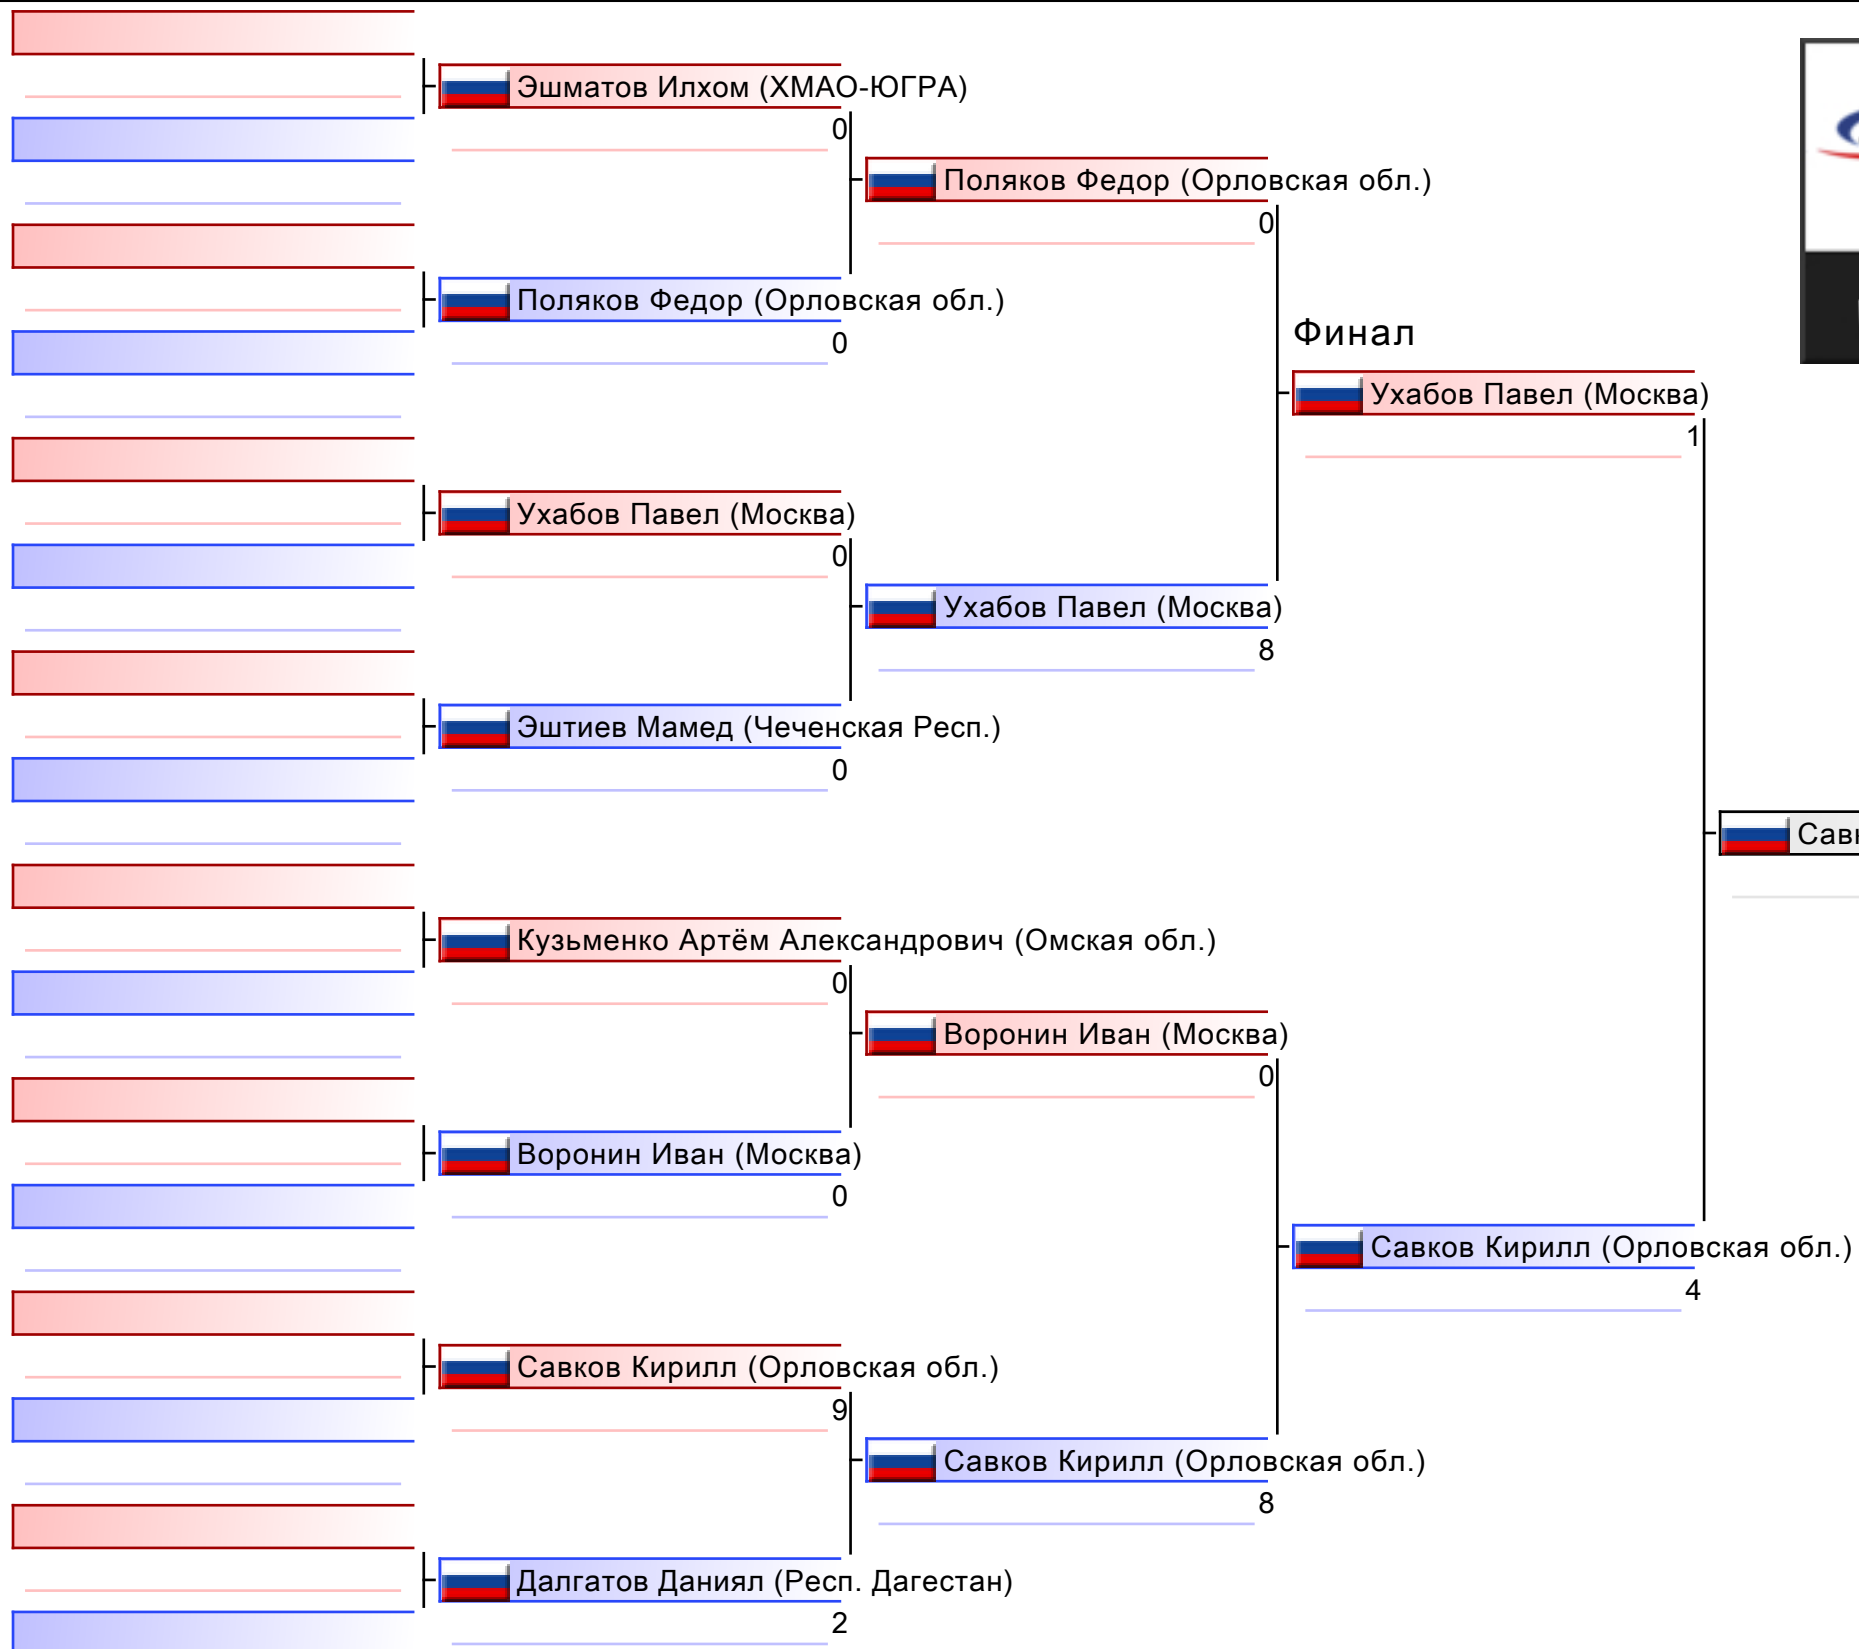 Эшматов Илхом (ХМАО-ЮГРА)
0
Поляков Федор (Орловская обл.)
0
Поляков Федор (Орловская обл.)
0
Финал
Ухабов Павел (Москва)
1
Ухабов Павел (Москва)
0
Ухабов Павел (Москва)
8
Эштиев Мамед (Чеченская Респ.)
0
Кузьменко Артём Александрович (Омская обл.)
0
Воронин Иван (Москва)
0
Воронин Иван (Москва)
0
Савков Кирилл (Орловская обл.)
4
Савков Кирилл (Орловская обл.)
9
Савков Кирилл (Орловская обл.)
8
Далгатов Даниял (Респ. Дагестан)
2